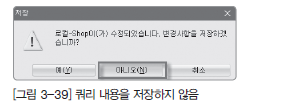 저장
로컬-Shop이(가) 수정되었습니다. 변경사항을 저장하겠
습니까?
예(Y)
아니오(N)
취소
[그림 3-39] 쿼리 내용을 저장하지 않음